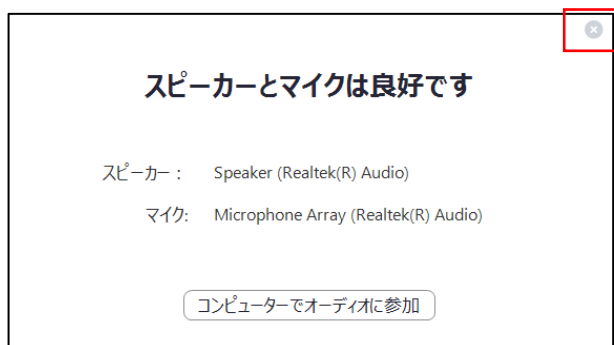 スピーカーとマイクは良好です
スピーカー： Speaker (Realtek(R) Audio)
マイク: Microphone Array (Realtek(R) Audio)
コンピューターでオーディオに参加